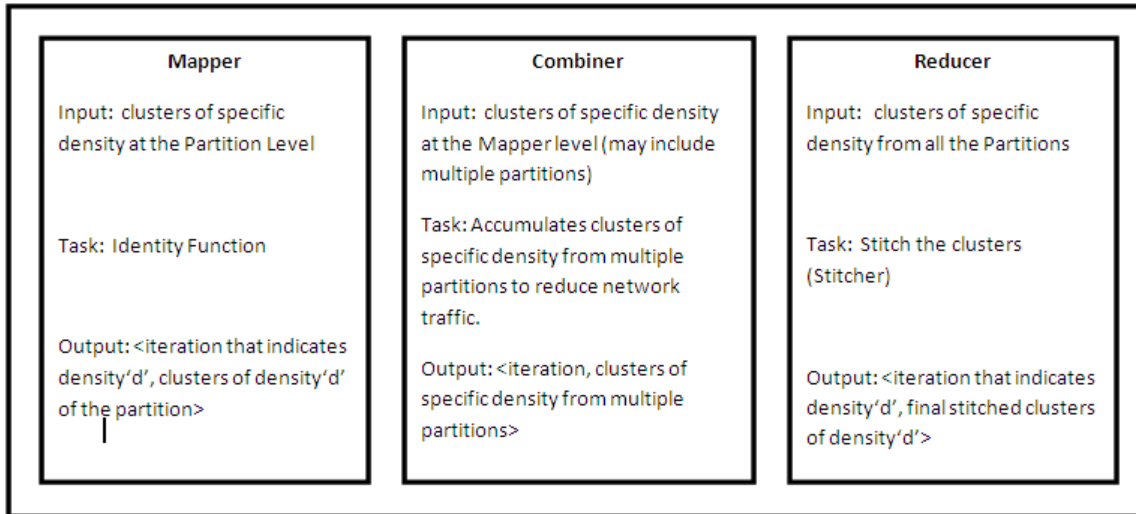 Mapper
Input: clusters of specific
density at the Partition Level
Task: Identity Function
Output: <iteration that indicates
density‘d’, clusters of density‘d’
of the partition>
Combiner
Input: clusters of specific density
at the Mapper level (may include
multiple partitions)
Task: Accumulates clusters of
specific density from multiple
partitions to reduce network
traffic.
Output: <iteration, clusters of
specific density from multiple
partitions>
Reducer
Input: clusters of specific
density from all the Partitions
Task: Stitch the clusters
(Stitcher)
Output: <iteration that indicates
density‘d’, final stitched clusters
of density‘d’>